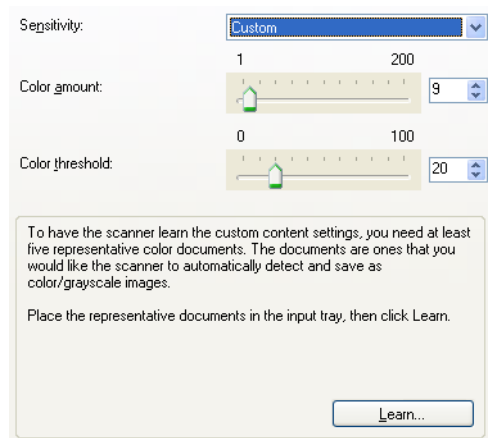 Sensitivity: Custom
1 200
Color amount: 9
0 100
Color threshold: 20
To have the scanner learn the custom content settings, you need at least
five representative color documents. The documents are ones that you
would like the scanner to automatically detect and save as
color/grayscale images.
Place the representative documents in the input tray, then click Learn.
Learn...